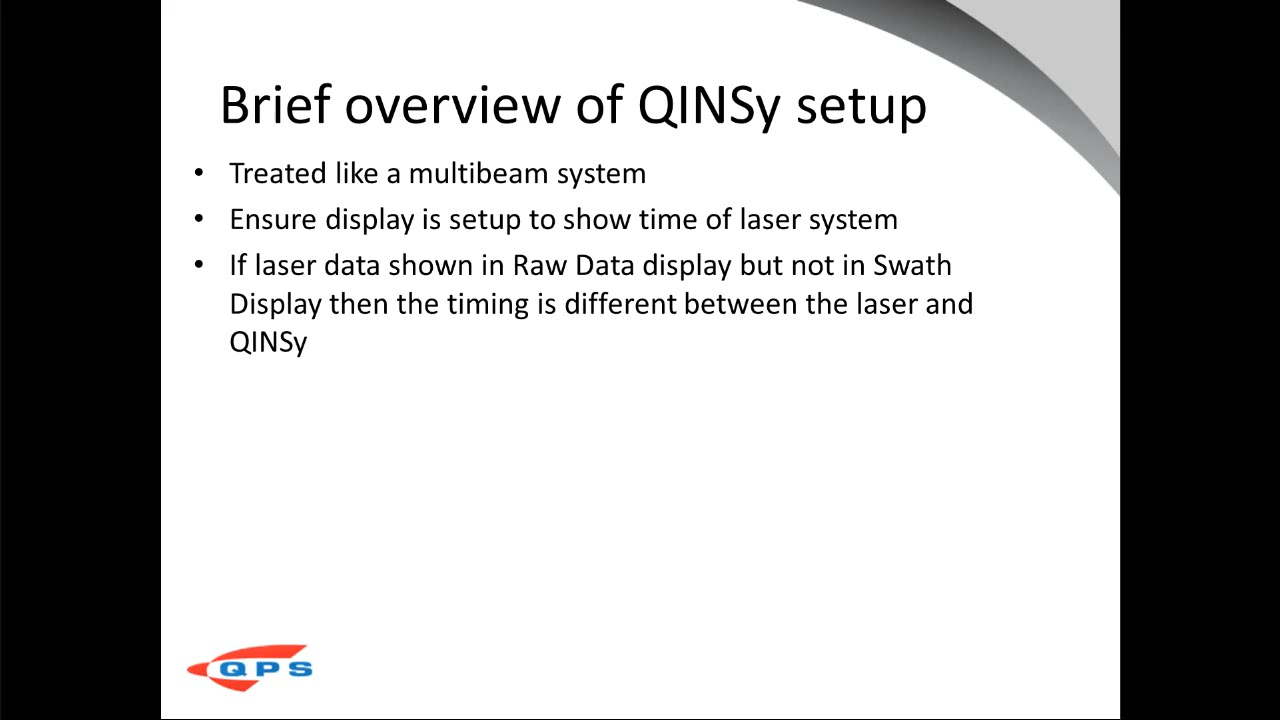 Brief overview of QINSy setup
• Treated like a multibeam system
• Ensure display is setup to show time of laser system
• If laser data shown in Raw Data display but not in Swath
Display then the timing is different between the laser and
QINSy
QPS